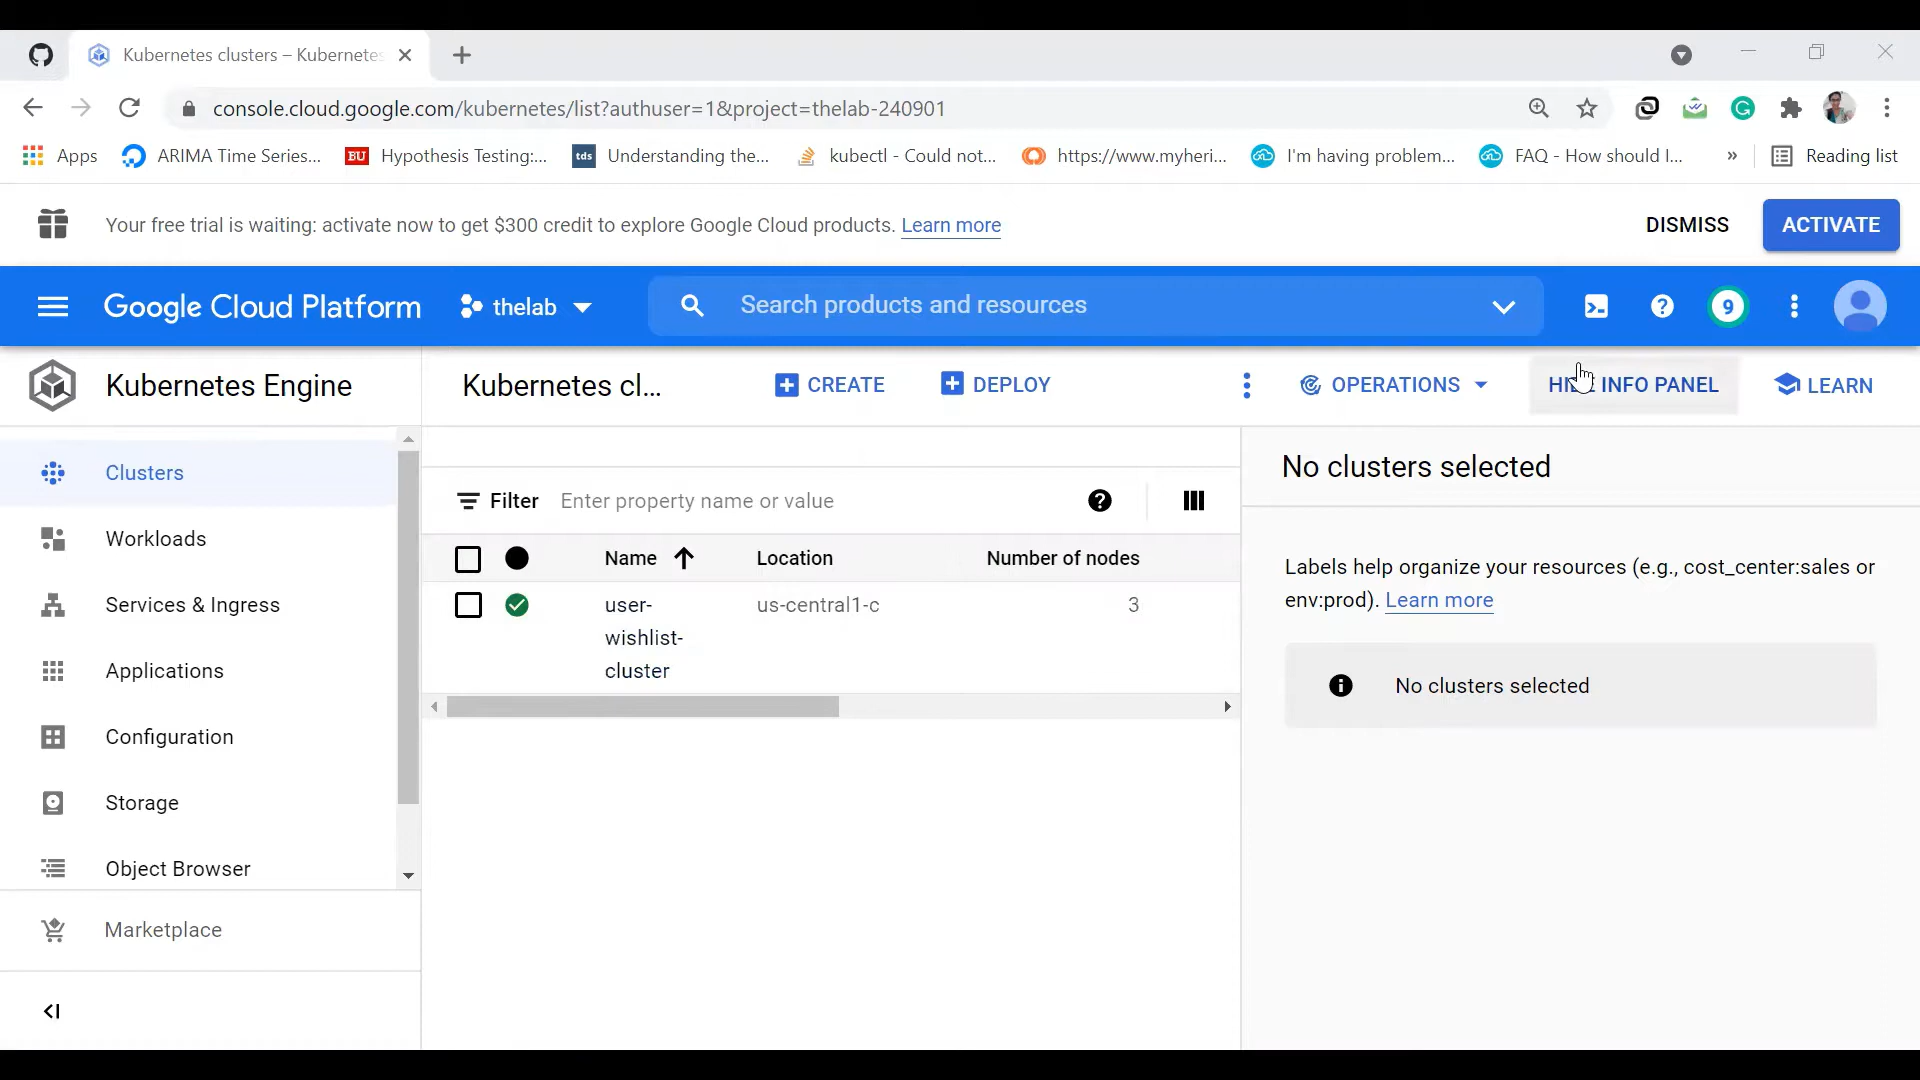 Kubernetes clusters – Kubernetes
console.cloud.google.com/kubernetes/list?authuser=1&project=thelab-240901
Apps
ARIMA Time Series...
BU Hypothesis Testing:...
tds Understanding the...
kubectl - Could not...
https://www.myheri...
I'm having problem...
FAQ - How should I...
»
Reading list
Your free trial is waiting: activate now to get $300 credit to explore Google Cloud products. Learn more
DISMISS
ACTIVATE
Google Cloud Platform
thelab
Search products and resources
9
Kubernetes Engine
Kubernetes cl...
CREATE
DEPLOY
OPERATIONS
HIDE INFO PANEL
LEARN
Clusters
Workloads
Services & Ingress
Applications
Configuration
Storage
Object Browser
Marketplace
Filter Enter property name or value
Name Location Number of nodes
user- us-central1-c 3
wishlist-
cluster
No clusters selected
Labels help organize your resources (e.g., cost_center:sales or
env:prod). Learn more
No clusters selected